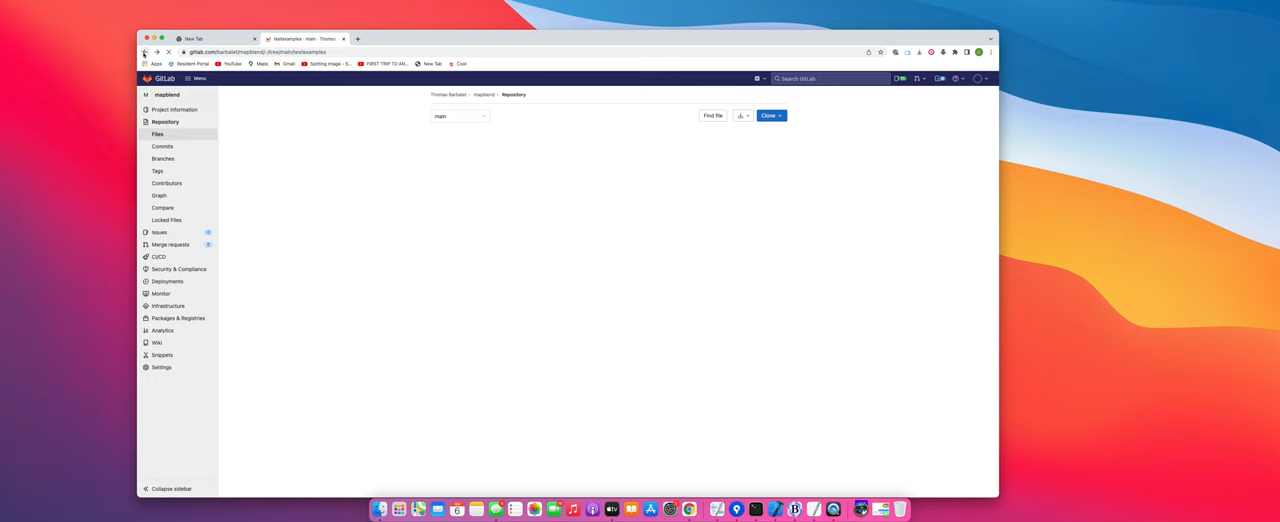 New Tab
testexamples · main · Thomas
gitlab.com/barbalet/mapblend/-/tree/main/testexamples
Apps
Resident Portal
YouTube
Maps
Gmail
Spitting Image - S...
FIRST TRIP TO AN...
New Tab
Cool
GitLab
Menu
Search GitLab
M mapblend
Thomas Barbalet › mapblend › Repository
main
Find file
Clone
Project information
Repository
Files
Commits
Branches
Tags
Contributors
Graph
Compare
Locked Files
Issues 0
Merge requests 0
CI/CD
Security & Compliance
Deployments
Monitor
Infrastructure
Packages & Registries
Analytics
Wiki
Snippets
Settings
Collapse sidebar
6